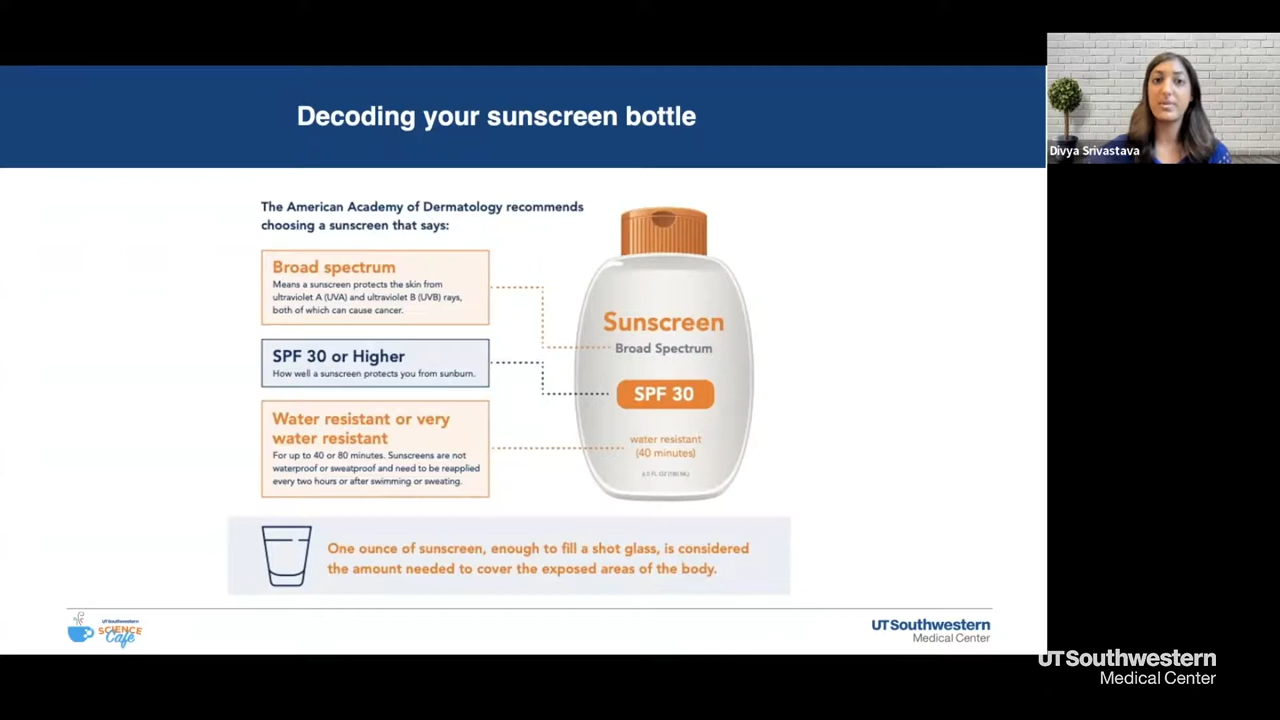 Decoding your sunscreen bottle
Divya Srivastava
The American Academy of Dermatology recommends
choosing a sunscreen that says:
Broad spectrum
Means a sunscreen protects the skin from
ultraviolet A (UVA) and ultraviolet B (UVB) rays,
both of which can cause cancer.
SPF 30 or Higher
How well a sunscreen protects you from sunburn.
Water resistant or very
water resistant
For up to 40 or 80 minutes. Sunscreens are not
waterproof or sweatproof and need to be reapplied
every two hours or after swimming or sweating.
Sunscreen
Broad Spectrum
SPF 30
water resistant
(40 minutes)
One ounce of sunscreen, enough to fill a shot glass, is considered
the amount needed to cover the exposed areas of the body.
UTSouthwestern
SCIENCE
Café
UTSouthwestern
Medical Center
UTSouthwestern
Medical Center